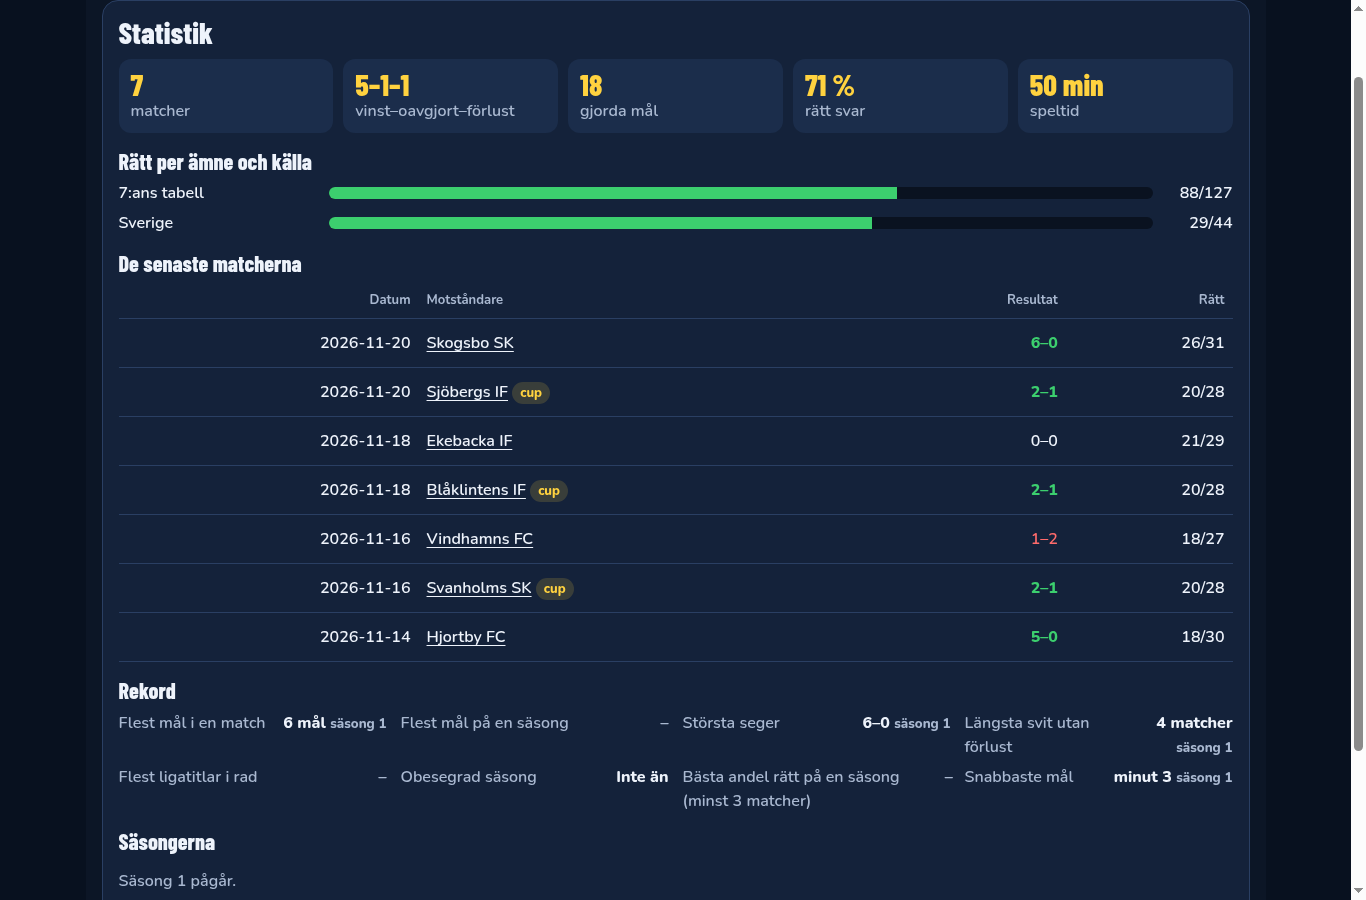 Statistik
7
matcher
5-1-1
vinst–oavgjort–förlust
18
gjorda mål
71 %
rätt svar
50 min
speltid
Rätt per ämne och källa
7:ans tabell 88/127
Sverige 29/44
De senaste matcherna
Datum Motståndare Resultat Rätt
2026-11-20 Skogsbo SK 6–0 26/31
2026-11-20 Sjöbergs IF cup 2–1 20/28
2026-11-18 Ekebacka IF 0–0 21/29
2026-11-18 Blåklintens IF cup 2–1 20/28
2026-11-16 Vindhamns FC 1–2 18/27
2026-11-16 Svanholms SK cup 2–1 20/28
2026-11-14 Hjortby FC 5–0 18/30
Rekord
Flest mål i en match 6 mål säsong 1
Flest mål på en säsong –
Största seger 6–0 säsong 1
Längsta svit utan förlust 4 matcher säsong 1
Flest ligatitlar i rad –
Obesegrad säsong Inte än
Bästa andel rätt på en säsong (minst 3 matcher) –
Snabbaste mål minut 3 säsong 1
Säsongerna
Säsong 1 pågår.